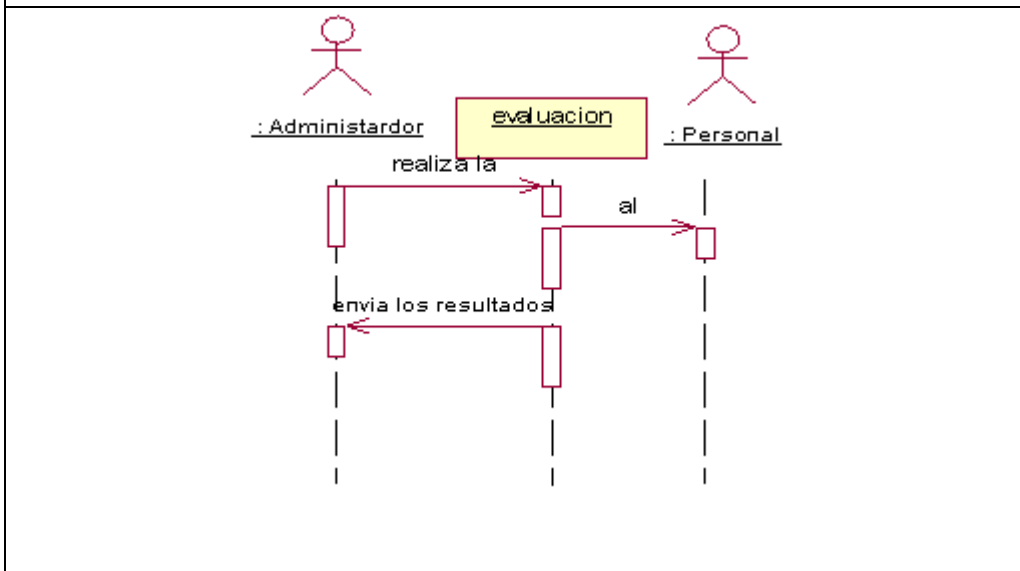 : Administardor
evaluacion
: Personal
realiza la
al
envia los resultados